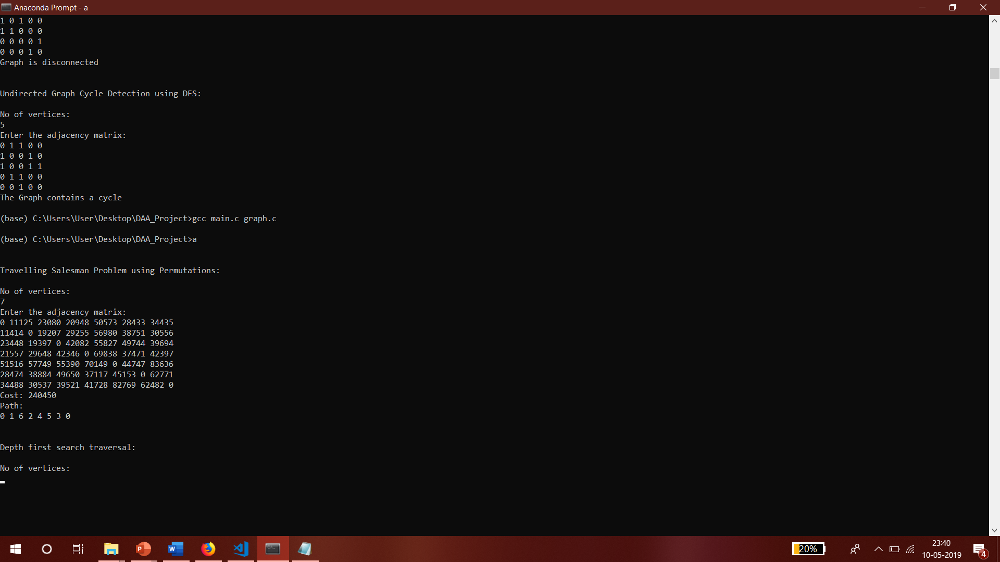 Anaconda Prompt - a
1 0 1 0 0
1 1 0 0 0
0 0 0 0 1
0 0 0 1 0
Graph is disconnected
Undirected Graph Cycle Detection using DFS:
No of vertices:
5
Enter the adjacency matrix:
0 1 1 0 0
1 0 0 1 0
1 0 0 1 1
0 1 1 0 0
0 0 1 0 0
The Graph contains a cycle
(base) C:\Users\User\Desktop\DAA_Project>gcc main.c graph.c
(base) C:\Users\User\Desktop\DAA_Project>a
Travelling Salesman Problem using Permutations:
No of vertices:
7
Enter the adjacency matrix:
0 11125 23080 20948 50573 28433 34435
11414 0 19207 29255 56980 38751 30556
23448 19397 0 42082 55827 49744 39694
21557 29648 42346 0 69838 37471 42397
51516 57749 55390 70149 0 44747 83636
28474 38884 49650 37117 45153 0 62771
34488 30537 39521 41728 82769 62482 0
Cost: 240450
Path:
0 1 6 2 4 5 3 0
Depth first search traversal:
No of vertices:
20%
23:40
10-05-2019
4